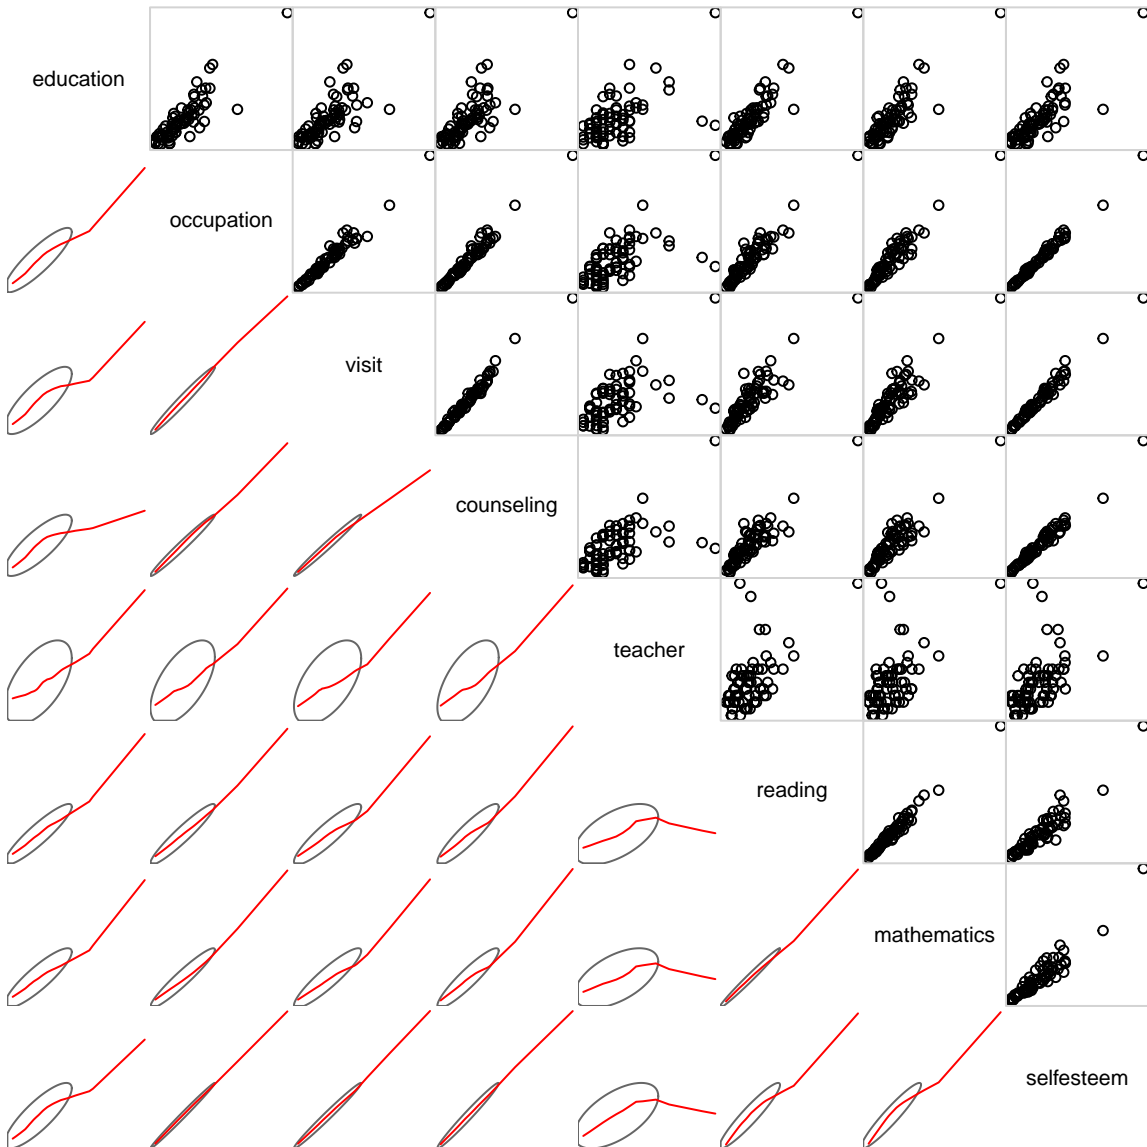 education
occupation
visit
counseling
teacher
reading
mathematics
selfesteem